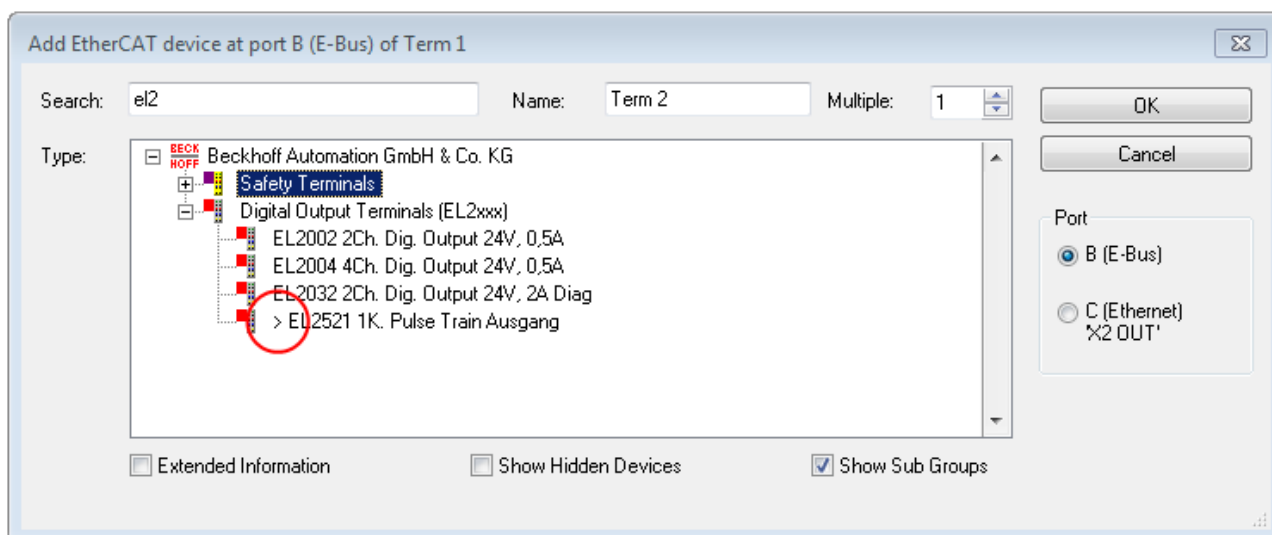 Add EtherCAT device at port B (E-Bus) of Term 1
Search: el2 Name: Term 2 Multiple: 1 OK
Type: BECK HOFF Beckhoff Automation GmbH & Co. KG Cancel
Safety Terminals
Digital Output Terminals (EL2xxx)
EL2002 2Ch. Dig. Output 24V, 0,5A
EL2004 4Ch. Dig. Output 24V, 0,5A
EL2032 2Ch. Dig. Output 24V, 2A Diag
> EL2521 1K. Pulse Train Ausgang
Port
B (E-Bus)
C (Ethernet)
'X2 OUT'
Extended Information Show Hidden Devices Show Sub Groups